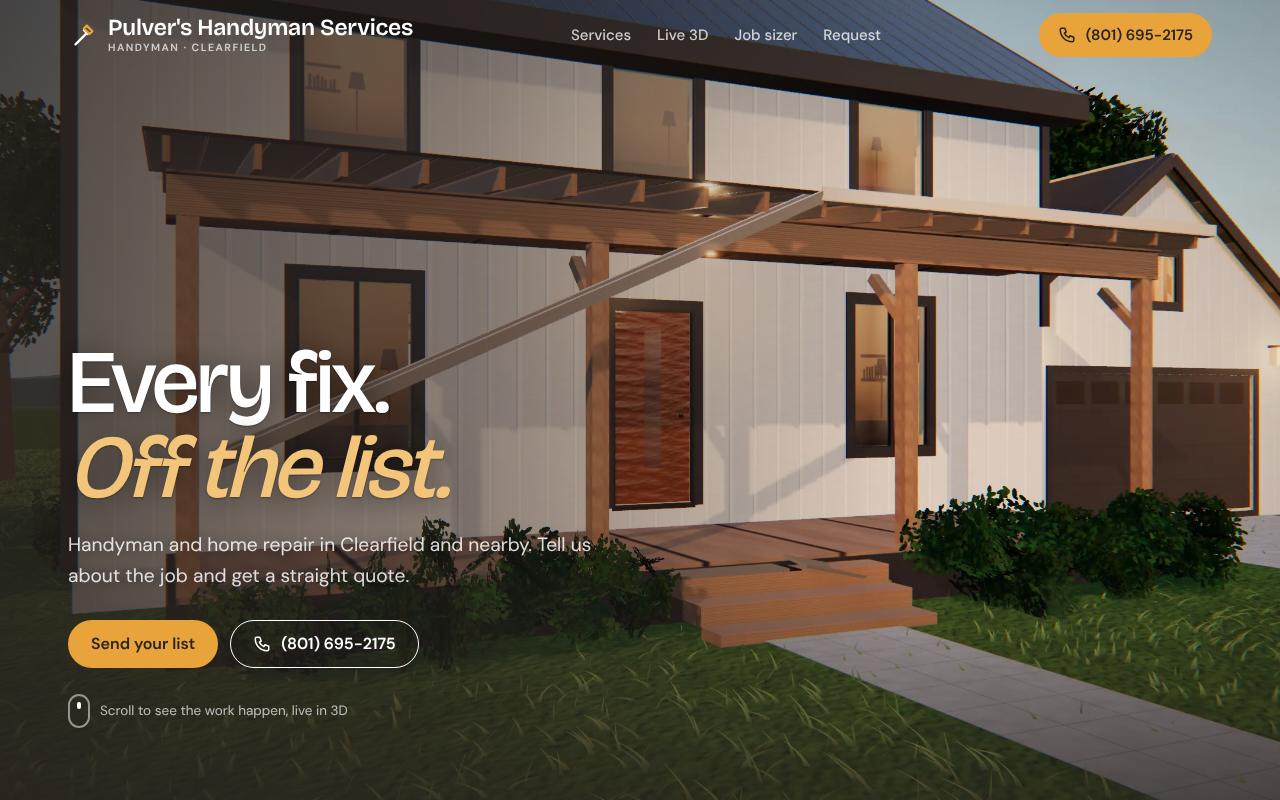 Pulver's Handyman Services
HANDYMAN · CLEARFIELD
Services
Live 3D
Job sizer
Request
(801) 695-2175
Every fix.
Off the list.
Handyman and home repair in Clearfield and nearby. Tell us
about the job and get a straight quote.
Send your list
(801) 695-2175
Scroll to see the work happen, live in 3D